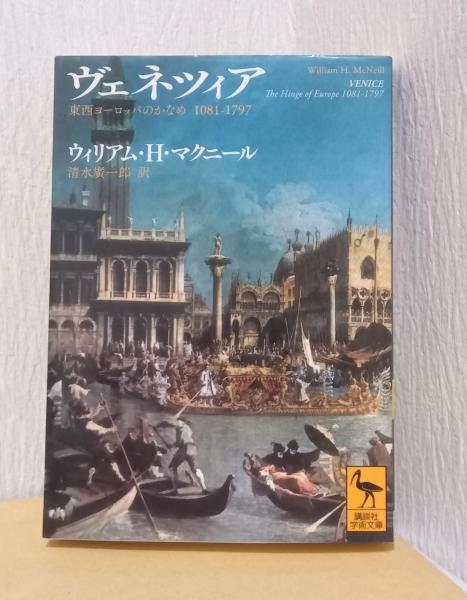 ヴェネツィア
東西ヨーロッパのかなめ 1081-1797
William H. McNeill
VENICE
The Hinge of Europe 1081-1797
ウィリアム・H・マクニール
清水廣一郎 訳
講談社
学術文庫